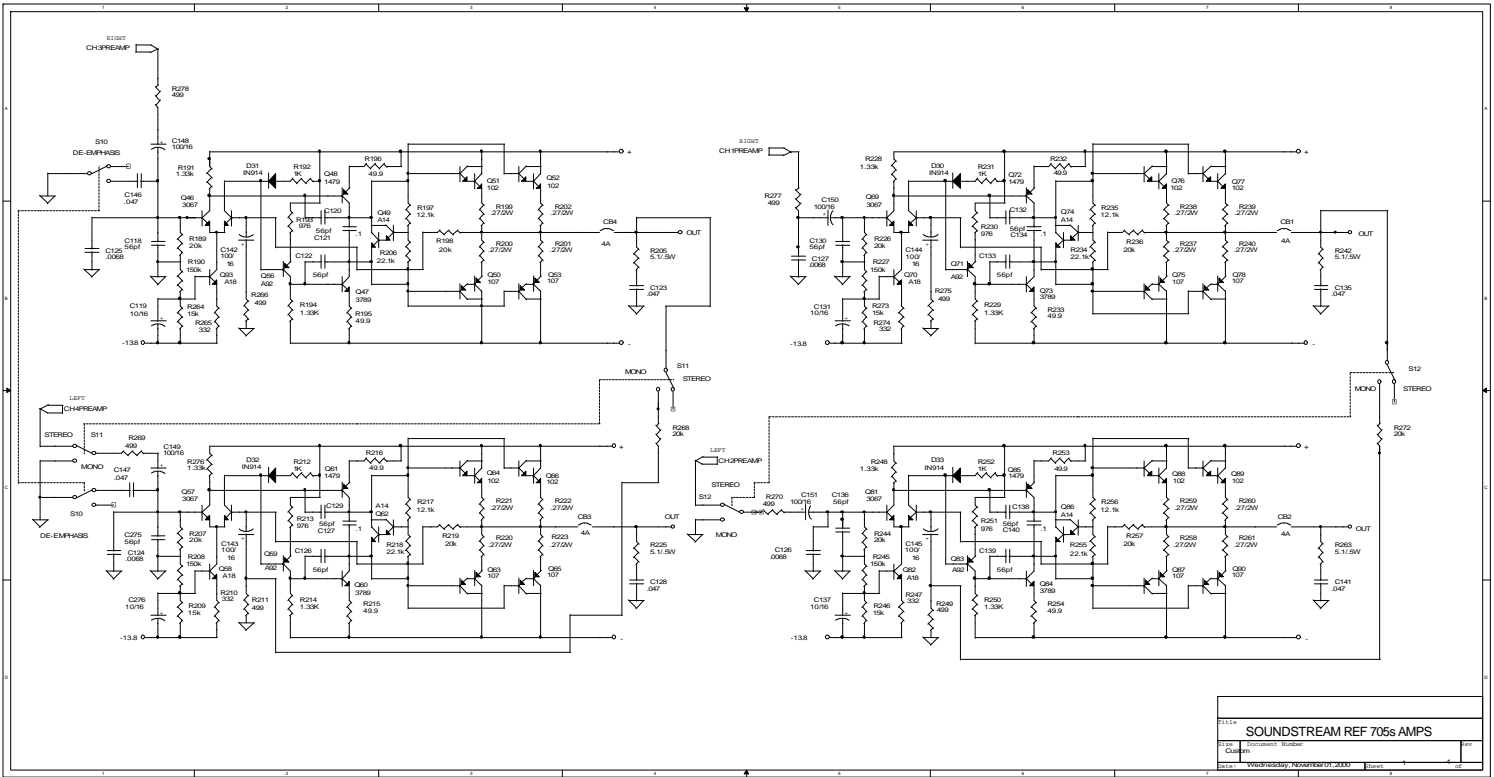 1 2 3 4 5 6 7 8
RIGHT
CH3PREAMP
R278
499
S10
DE-EMPHASIS
C148
100/16
C146
.047
R191
1.33k
D31
IN914
R192
1K
Q48
1479
R196
49.9
Q51
102
Q52
102
+
Q46
3067
R193
976
C120
56pf
C121
.1
Q49
A14
R197
12.1k
R199
.27/2W
R202
.27/2W
CB4
4A
OUT
C125
.0068
C118
56pf
R189
20k
R190
150k
C142
100/
16
Q93
A18
Q56
A92
C122
56pf
R206
22.1k
R198
20k
R200
.27/2W
R201
.27/2W
R205
5.1/.5W
C119
10/16
R264
15k
R265
332
R266
499
R194
1.33K
Q47
3789
R195
49.9
Q50
107
Q53
107
C123
.047
-13.8
-
RIGHT
CH1PREAMP
R277
499
C150
100/16
R228
1.33k
D30
IN914
R231
1K
Q72
1479
R232
49.9
Q76
102
Q77
102
+
Q69
3067
R230
976
C132
56pf
C134
.1
Q74
A14
R235
12.1k
R238
.27/2W
R239
.27/2W
CB1
4A
OUT
C130
56pf
C127
.0068
R226
20k
R227
150k
C144
100/
16
Q70
A18
Q71
A92
C133
56pf
R234
22.1k
R236
20k
R237
.27/2W
R240
.27/2W
R242
5.1/.5W
C131
10/16
R273
15k
R274
332
R275
499
R229
1.33K
Q73
3789
R233
49.9
Q75
107
Q78
107
C135
.047
-13.8
-
MONO
S11
STEREO
MONO
S12
STEREO
LEFT
CH4PREAMP
STEREO
S11
MONO
R269
499
C149
100/16
C147
.047
S10
DE-EMPHASIS
R276
1.33k
D32
IN914
R212
1K
Q61
1479
R216
49.9
Q64
102
Q66
102
+
R268
20k
Q57
3067
R213
976
C129
56pf
C127
.1
A14
Q62
R217
12.1k
R221
.27/2W
R222
.27/2W
CB3
4A
OUT
C275
56pf
C124
.0068
R207
20k
R208
150k
C143
100/
16
Q58
A18
Q59
A92
C126
56pf
R218
22.1k
R219
20k
R220
.27/2W
R223
.27/2W
R225
5.1/.5W
C276
10/16
R209
15k
R210
332
R211
499
R214
1.33K
Q60
3789
R215
49.9
Q63
107
Q65
107
C128
.047
-13.8
-
LEFT
CH2PREAMP
STEREO
S12
MONO
R270
499
C151
100/16
C136
56pf
R248
1.33k
D33
IN914
R252
1K
Q85
1479
R253
49.9
Q88
102
Q89
102
+
R272
20k
Q81
3067
R251
976
C138
56pf
C140
.1
Q86
A14
R256
12.1k
R259
.27/2W
R260
.27/2W
CB2
4A
OUT
C126
.0068
R244
20k
R245
150k
C145
100/
16
Q82
A18
Q83
A92
C139
56pf
R255
22.1k
R257
20k
R258
.27/2W
R261
.27/2W
R263
5.1/.5W
C137
10/16
R246
15k
R247
332
R249
499
R250
1.33K
Q84
3789
R254
49.9
Q87
107
Q90
107
C141
.047
-13.8
-
Title
SOUNDSTREAM REF 705s AMPS
Size
Document Number
Rev
Custom
Date:
Wednesday, November 01, 2000
Sheet
of
1 2 3 4 5 6 7 8